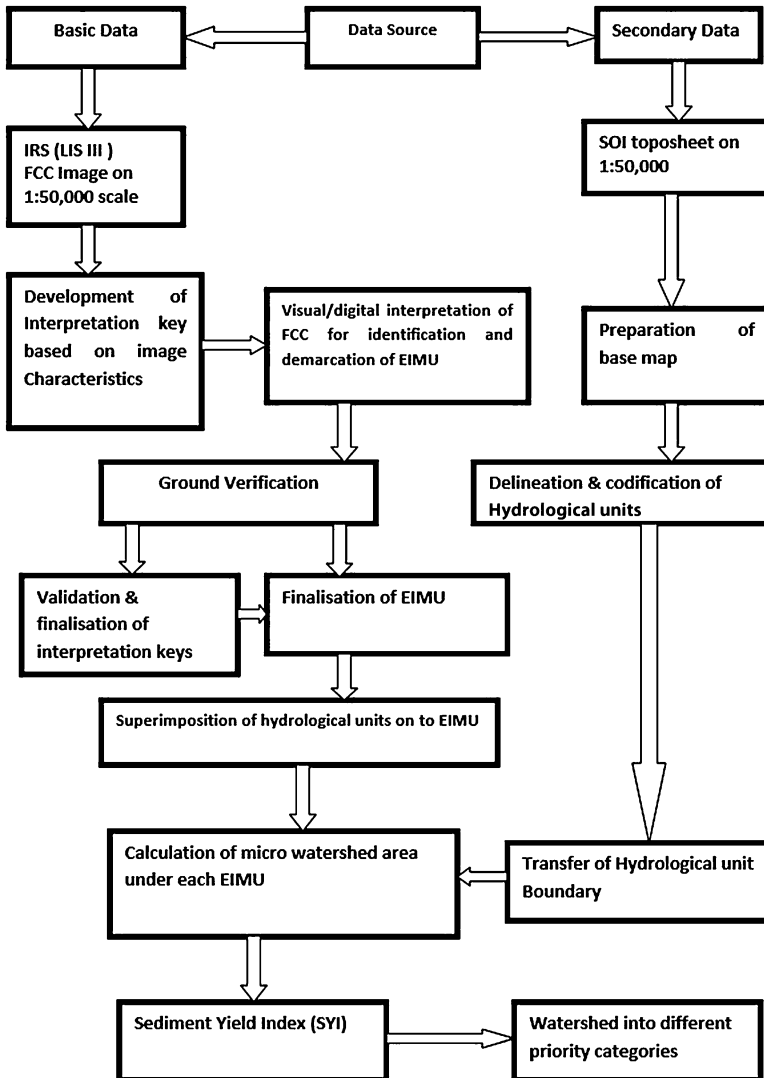 Basic Data
Data Source
Secondary Data
IRS (LIS III )
FCC Image on
1:50,000 scale
SOI toposheet on
1:50,000
Development of
Interpretation key
based on image
Characteristics
Visual/digital interpretation of
FCC for identification and
demarcation of EIMU
Preparation of
base map
Ground Verification
Delineation & codification of
Hydrological units
Validation &
finalisation of
interpretation keys
Finalisation of EIMU
Superimposition of hydrological units on to EIMU
Calculation of micro watershed area
under each EIMU
Transfer of Hydrological unit
Boundary
Sediment Yield Index (SYI)
Watershed into different
priority categories